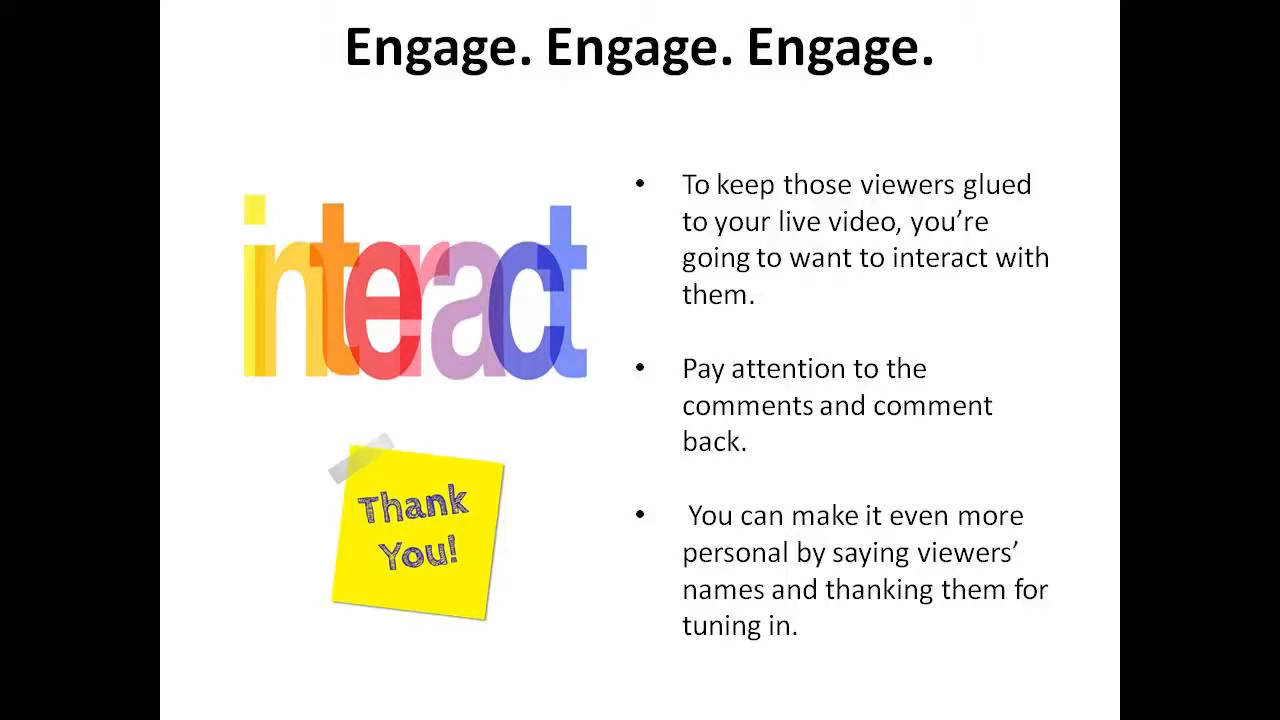 Engage. Engage. Engage.
interact
Thank
You!
• To keep those viewers glued
to your live video, you’re
going to want to interact with
them.
• Pay attention to the
comments and comment
back.
• You can make it even more
personal by saying viewers’
names and thanking them for
tuning in.